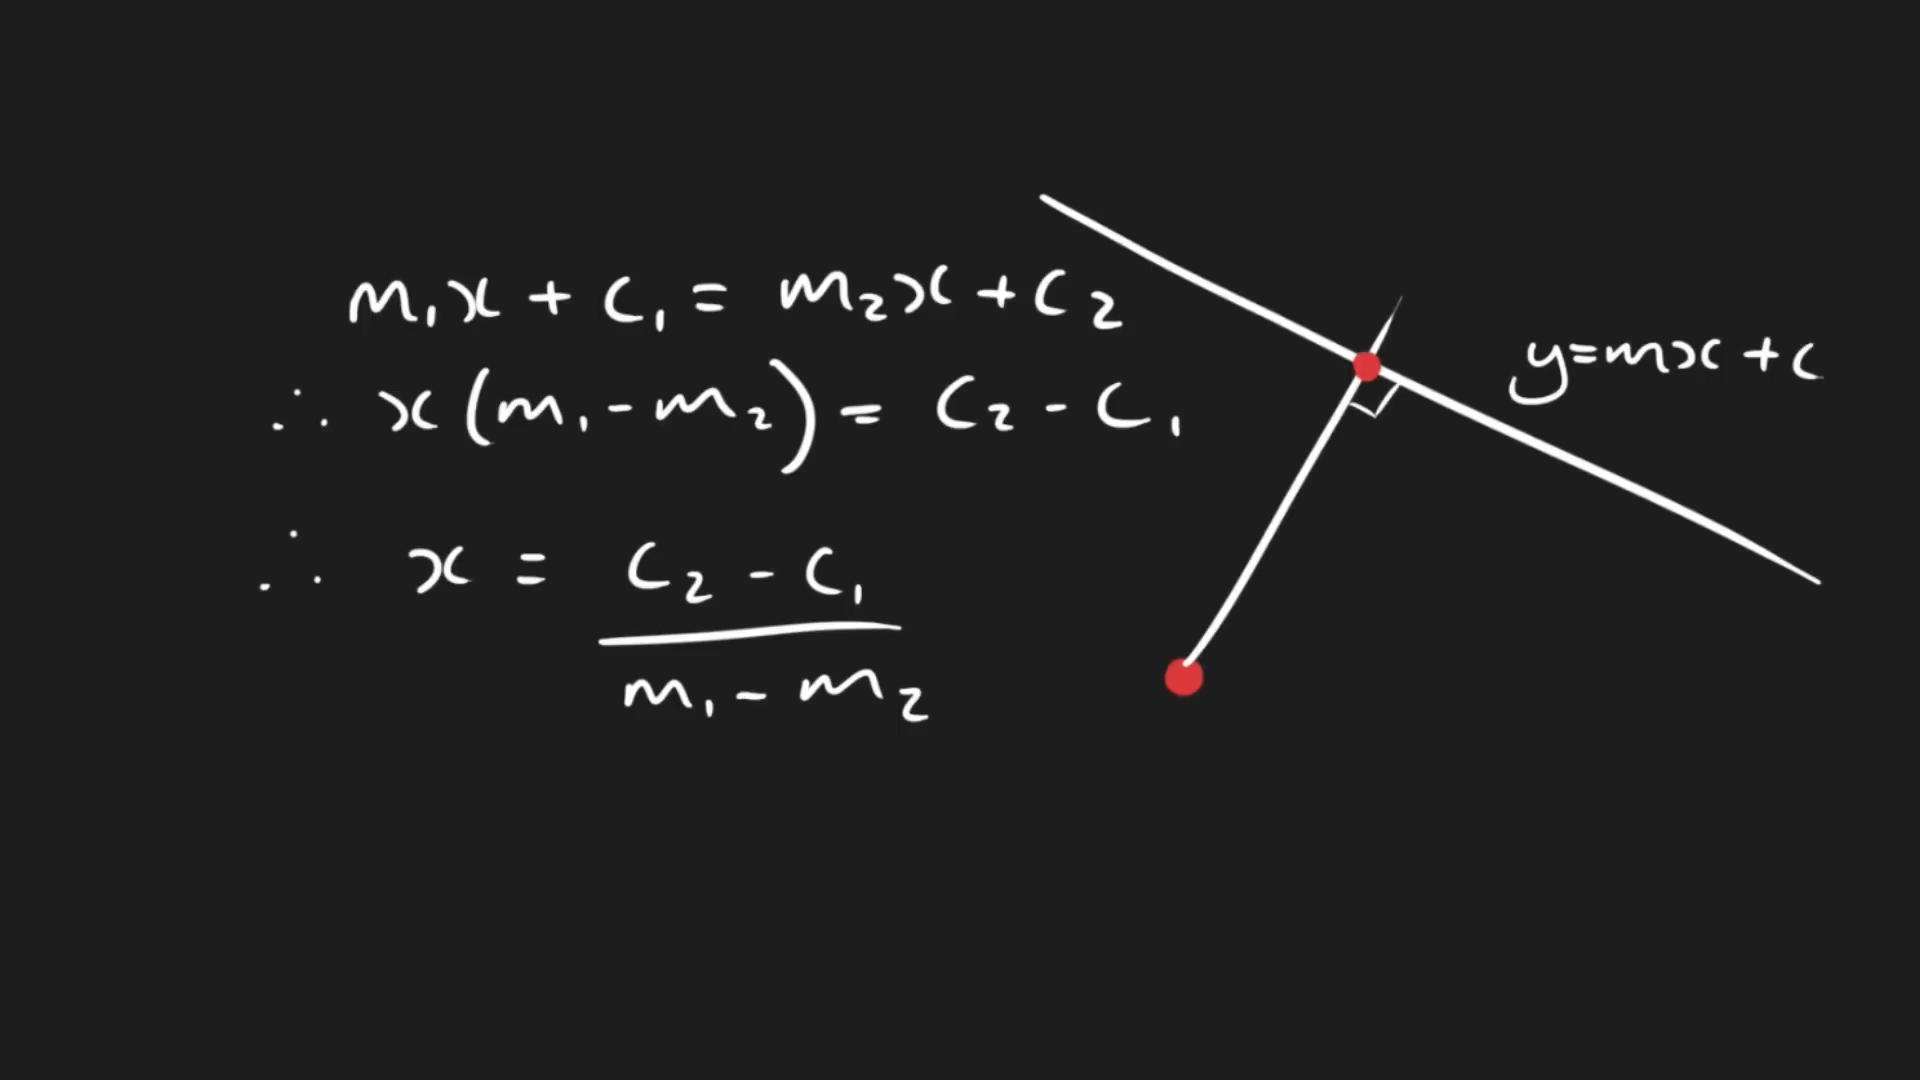 m₁x + c₁ = m₂x + c₂
∴ x(m₁ - m₂) = c₂ - c₁
∴ x = c₂ - c₁
m₁ - m₂
y=mx + c